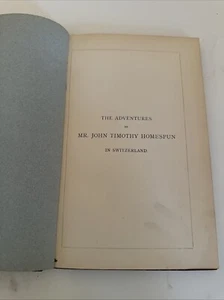 THE ADVENTURES
OF
MR. JOHN TIMOTHY HOMESPUN
IN SWITZERLAND